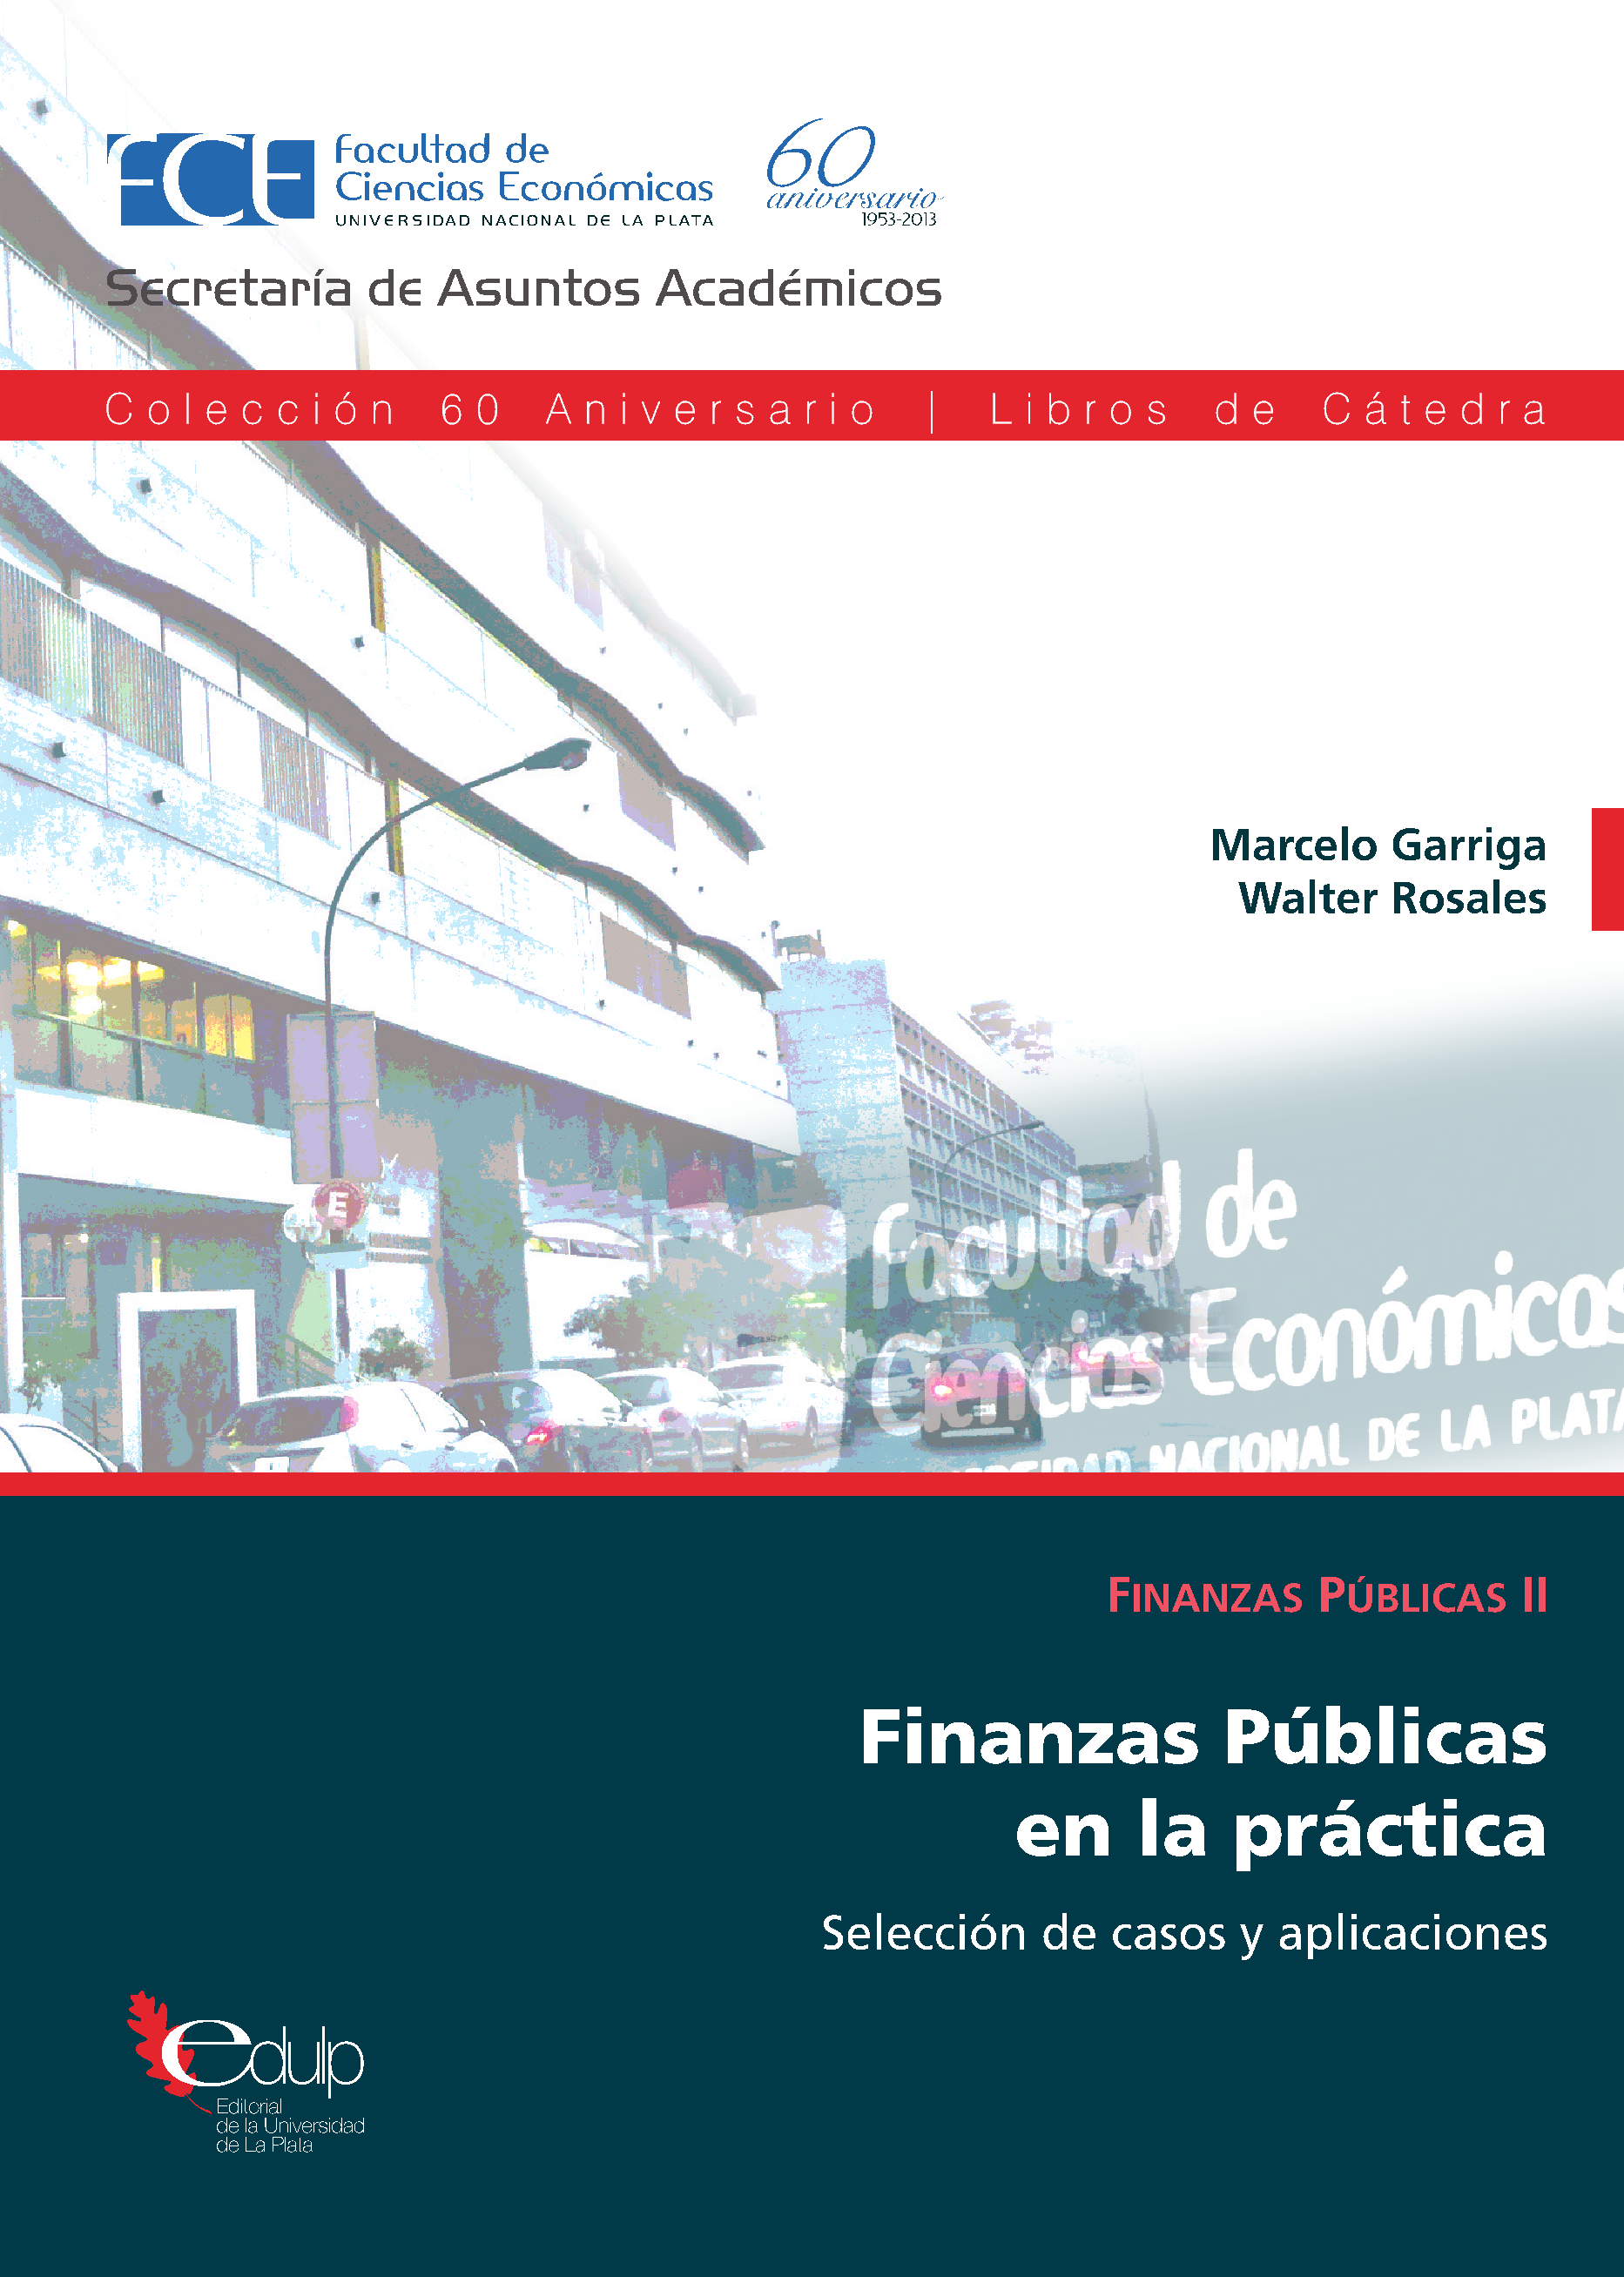 FCE
Facultad de
Ciencias Económicas
UNIVERSIDAD NACIONAL DE LA PLATA
60
aniversario
1953-2013
Secretaría de Asuntos Académicos
Colección 60 Aniversario | Libros de Cátedra
Marcelo Garriga
Walter Rosales
E
Facultad de
Ciencias Económicas
NACIONAL DE LA PLATA
FINANZAS PÚBLICAS II
Finanzas Públicas
en la práctica
Selección de casos y aplicaciones
edulp
Editorial
de la Universidad
de La Plata